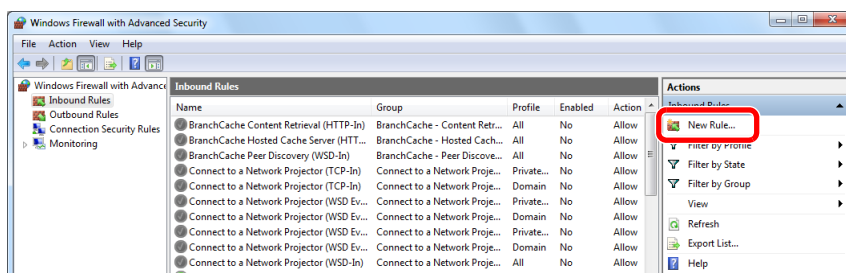 Windows Firewall with Advanced Security
File Action View Help
Windows Firewall with Advance
Inbound Rules
Outbound Rules
Connection Security Rules
Monitoring
Inbound Rules
Name Group Profile Enabled Action
BranchCache Content Retrieval (HTTP-In) BranchCache - Content Retr... All No Allow
BranchCache Hosted Cache Server (HTT... BranchCache - Hosted Cach... All No Allow
BranchCache Peer Discovery (WSD-In) BranchCache - Peer Discove... All No Allow
Connect to a Network Projector (TCP-In) Connect to a Network Proje... Private... No Allow
Connect to a Network Projector (TCP-In) Connect to a Network Proje... Domain No Allow
Connect to a Network Projector (WSD Ev... Connect to a Network Proje... Private... No Allow
Connect to a Network Projector (WSD Ev... Connect to a Network Proje... Domain No Allow
Connect to a Network Projector (WSD Ev... Connect to a Network Proje... Private... No Allow
Connect to a Network Projector (WSD Ev... Connect to a Network Proje... Domain No Allow
Connect to a Network Projector (WSD-In) Connect to a Network Proje... All No Allow
Actions
Inbound Rules
New Rule...
Filter by Profile
Filter by State
Filter by Group
View
Refresh
Export List...
Help